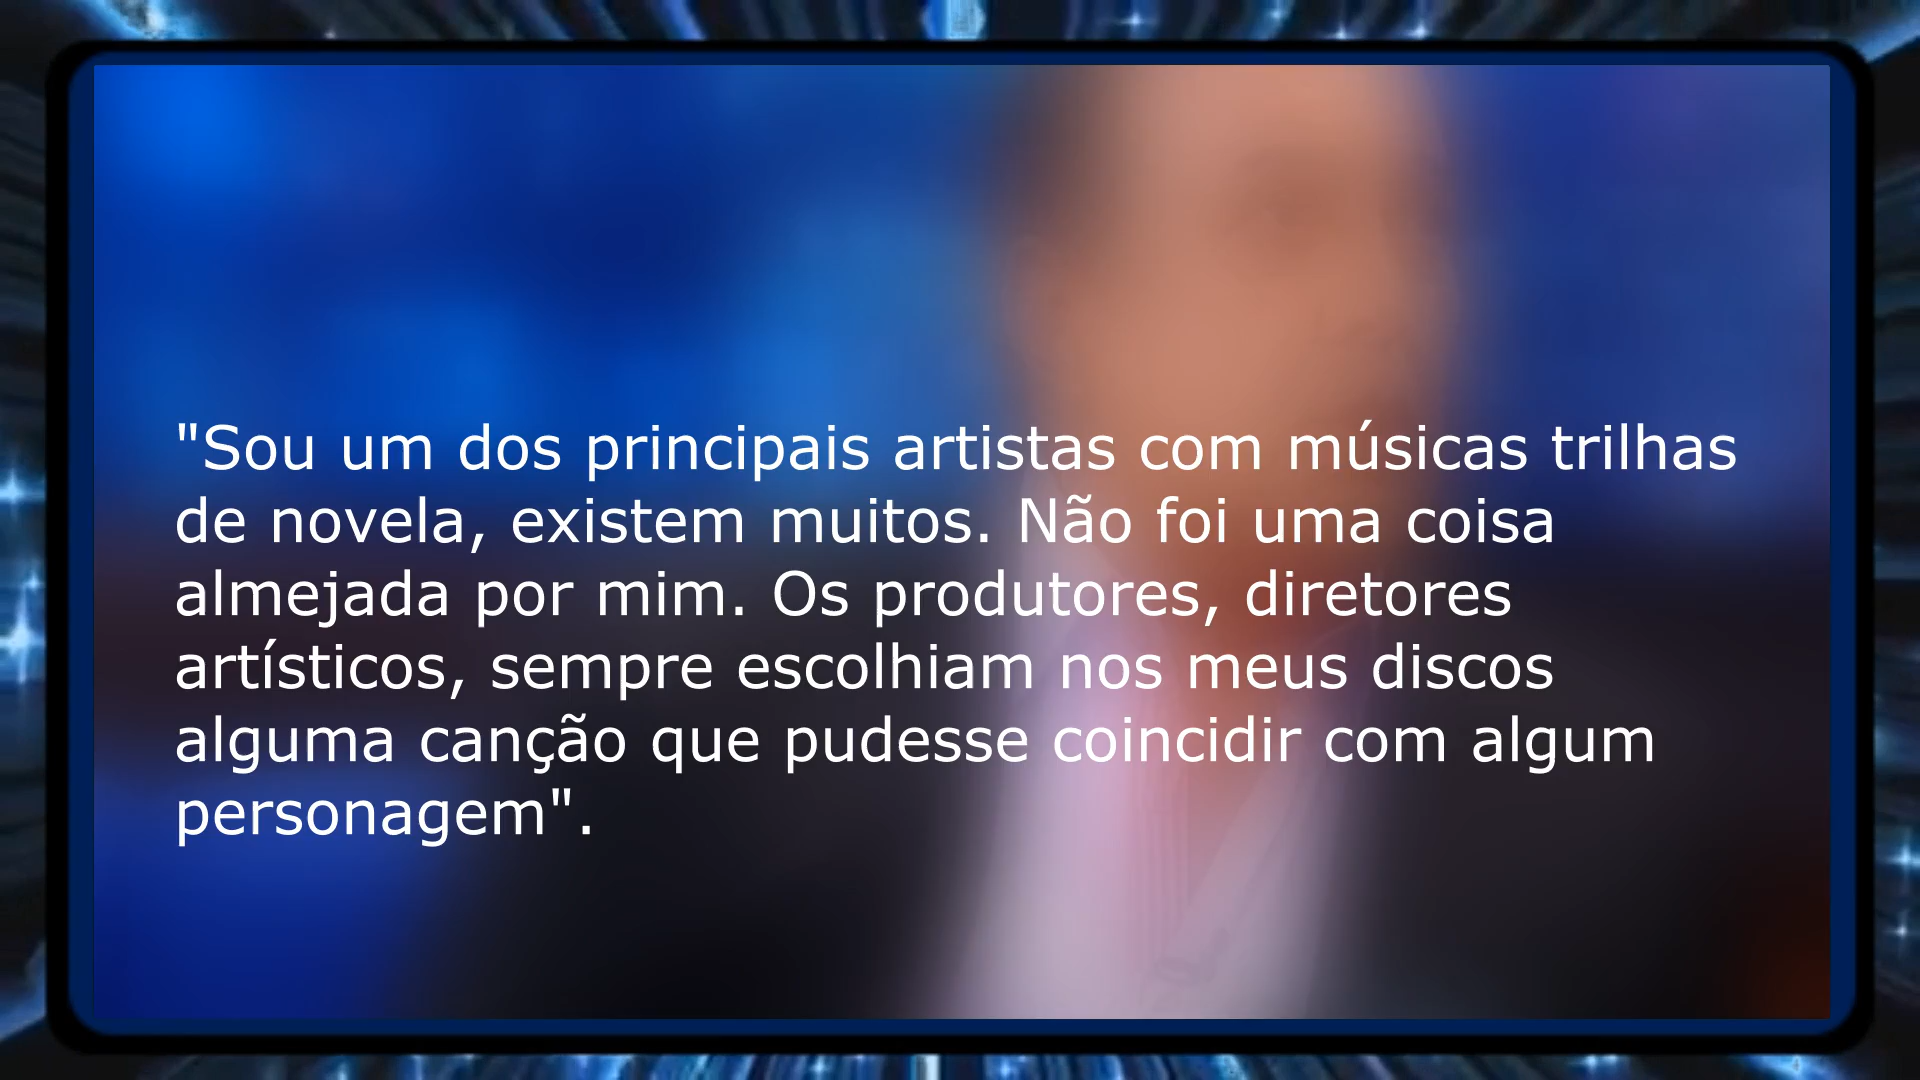 "Sou um dos principais artistas com músicas trilhas
de novela, existem muitos. Não foi uma coisa
almejada por mim. Os produtores, diretores
artísticos, sempre escolhiam nos meus discos
alguma canção que pudesse coincidir com algum
personagem".